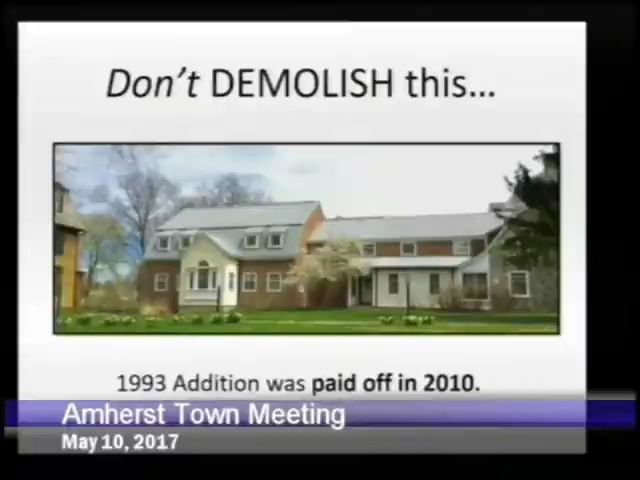 Don't DEMOLISH this...
1993 Addition was paid off in 2010.
Amherst Town Meeting
May 10, 2017